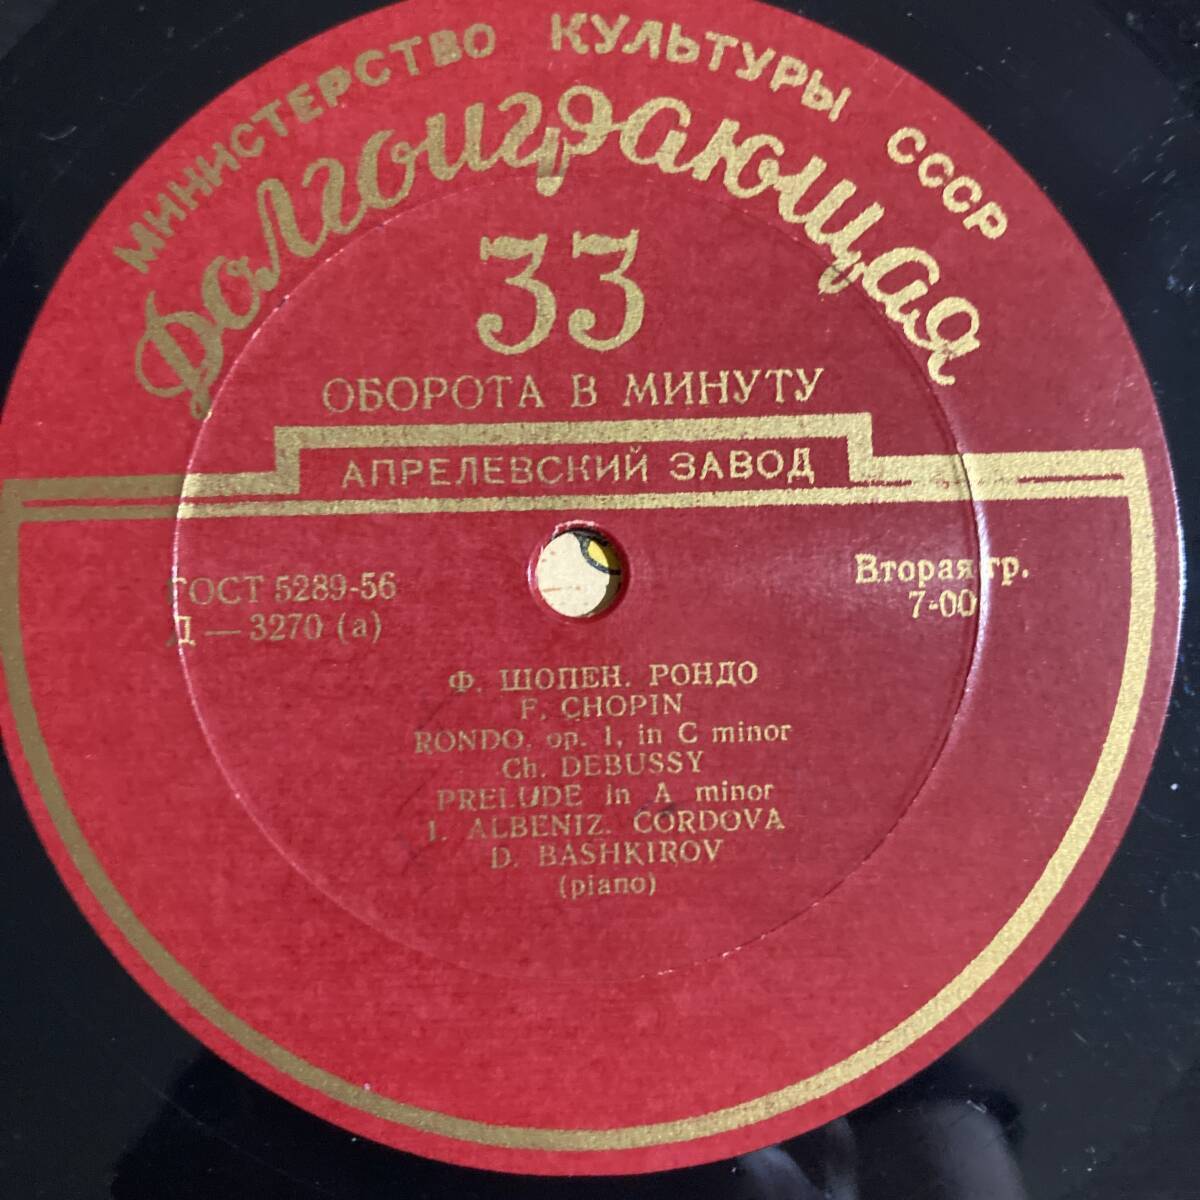 МИНИСТЕРСТВО КУЛЬТУРЫ СССР
Долгоиграющая
33
ОБОРОТА В МИНУТУ
АПРЕЛЕВСКИЙ ЗАВОД
ГОСТ 5289-56
Д — 3270 (а)
Вторая гр.
7-00
Ф. ШОПЕН. РОНДО
F. CHOPIN
RONDO, op. 1, in C minor
Ch. DEBUSSY
PRELUDE in A minor
I. ALBENIZ. CORDOVA
D. BASHKIROV
(piano)